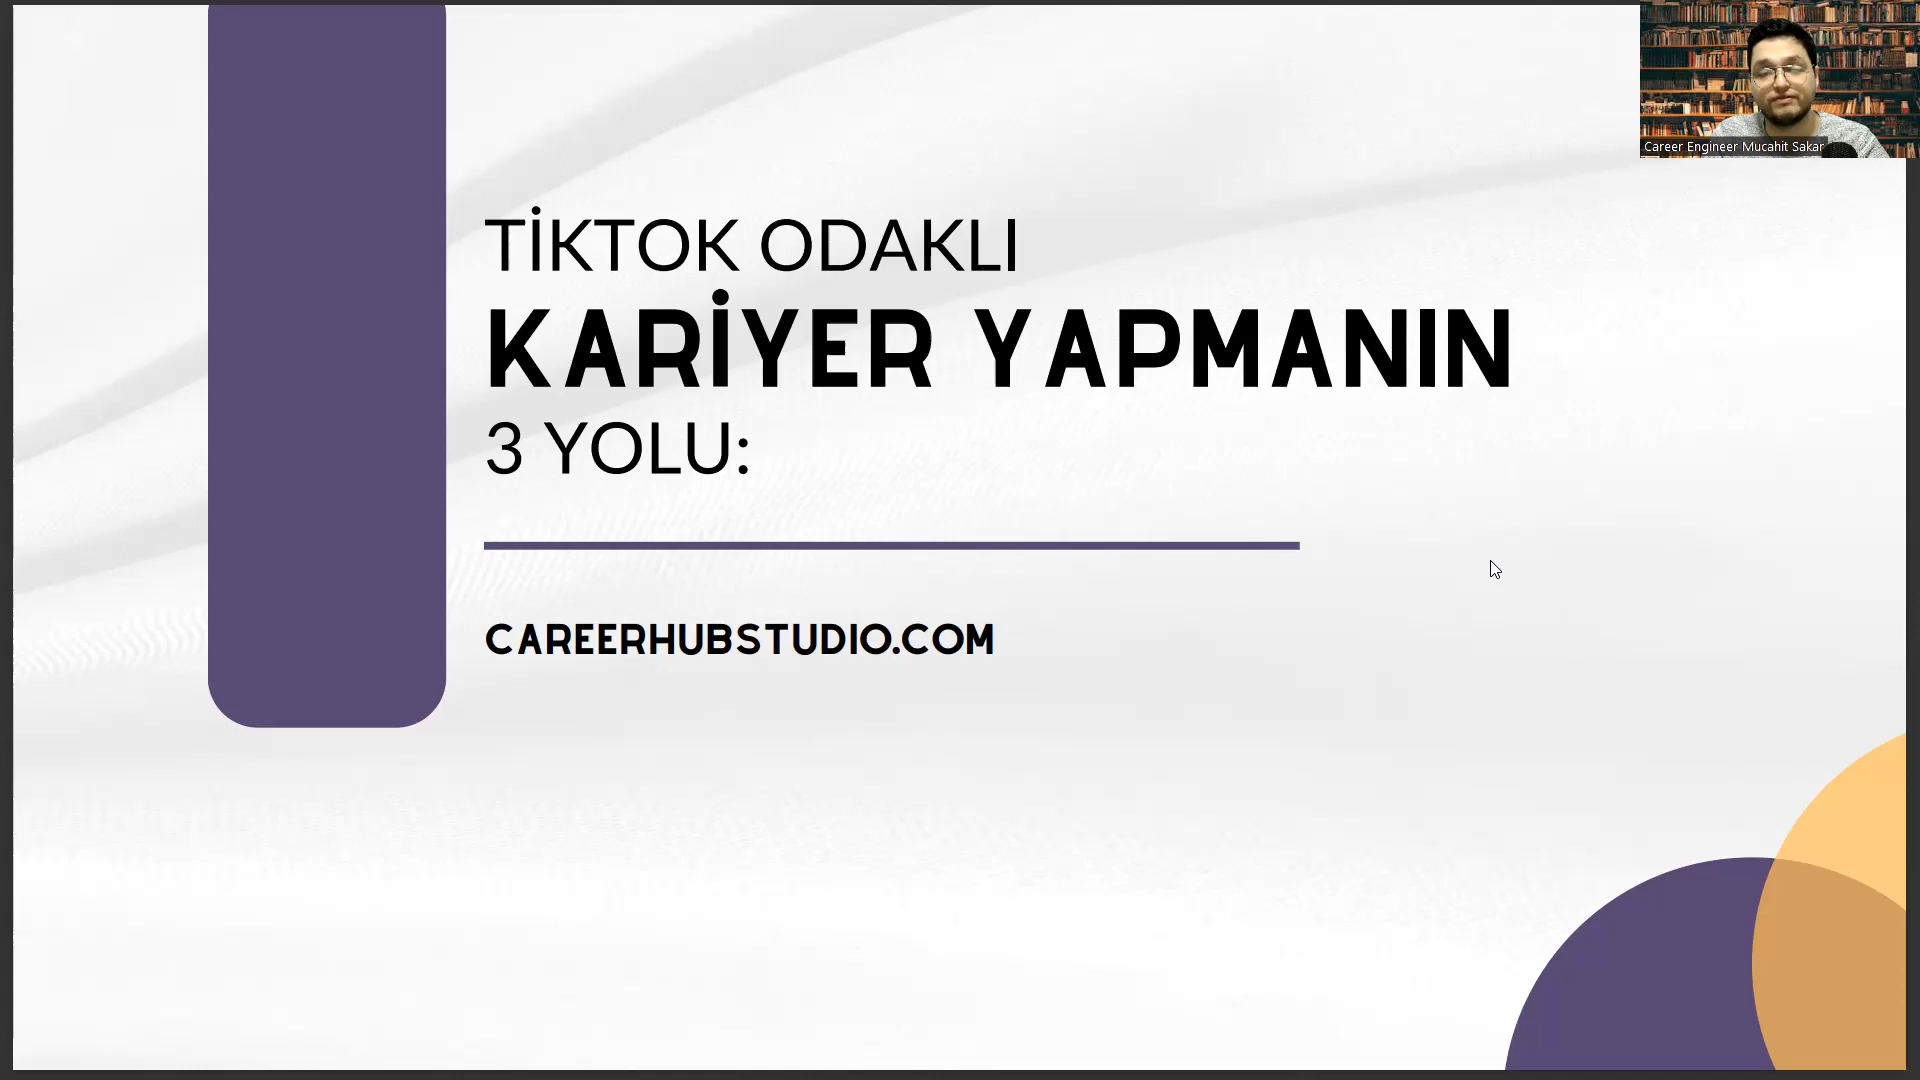 TİKTOK ODAKLI
KARİYER YAPMANIN
3 YOLU:
CAREERHUBSTUDIO.COM
Career Engineer Mucahit Sakar